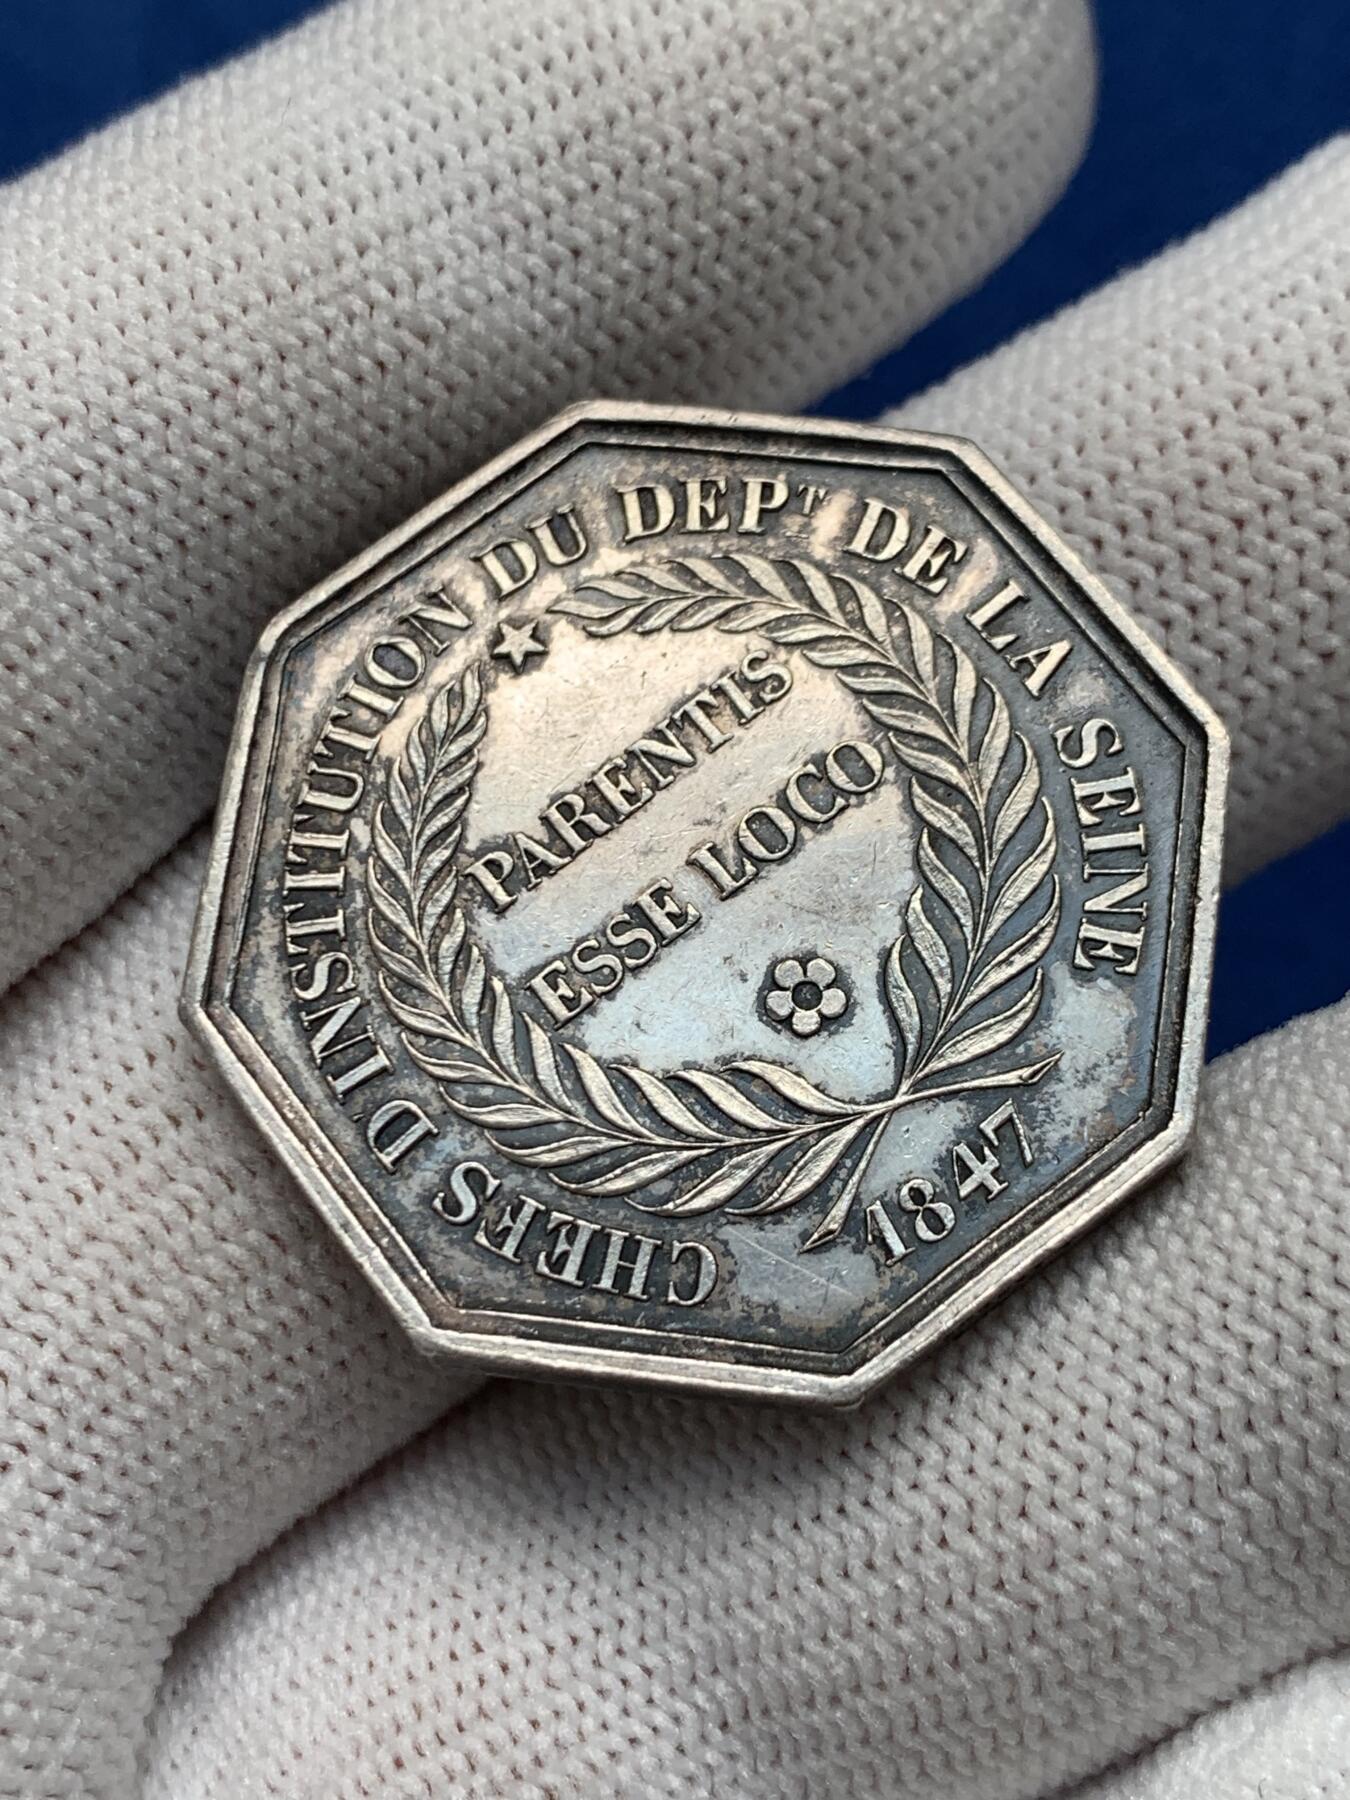 CHEFS D'INSTITUTION DU DEPT DE LA SEINE
PARENTIS
ESSE LOCO
1847